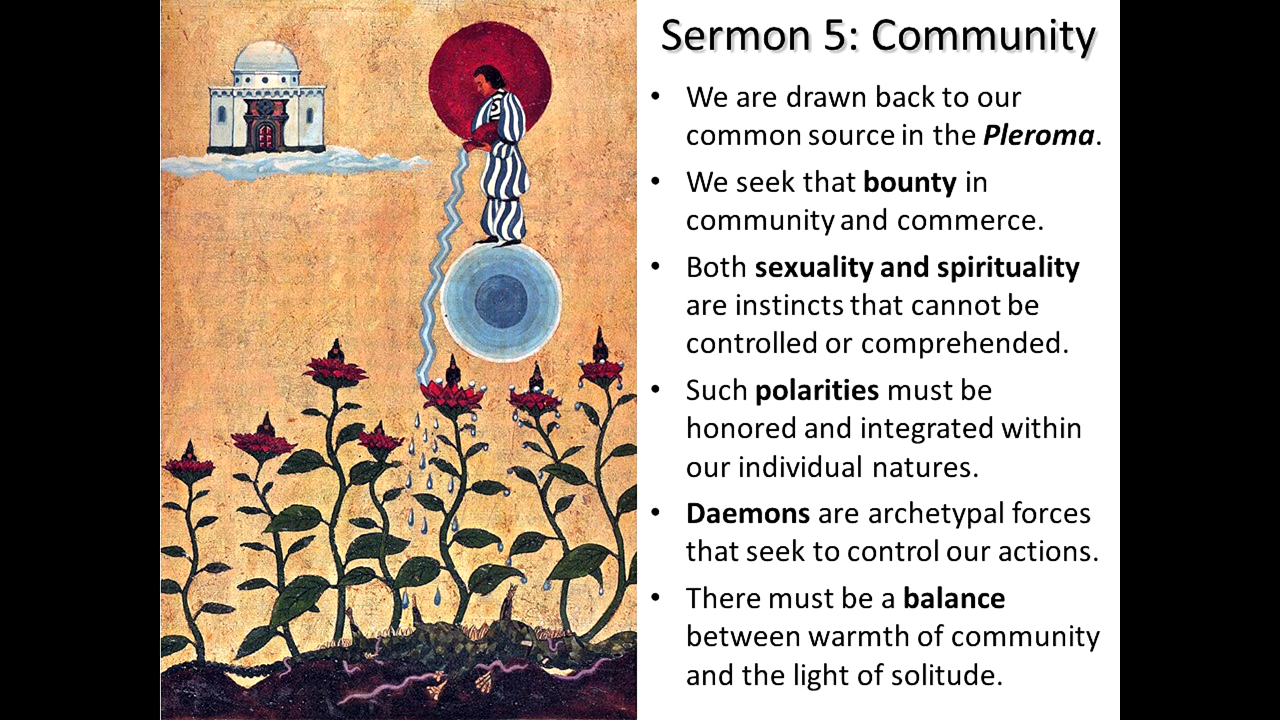 Sermon 5: Community
• We are drawn back to our
common source in the Pleroma.
• We seek that bounty in
community and commerce.
• Both sexuality and spirituality
are instincts that cannot be
controlled or comprehended.
• Such polarities must be
honored and integrated within
our individual natures.
• Daemons are archetypal forces
that seek to control our actions.
• There must be a balance
between warmth of community
and the light of solitude.